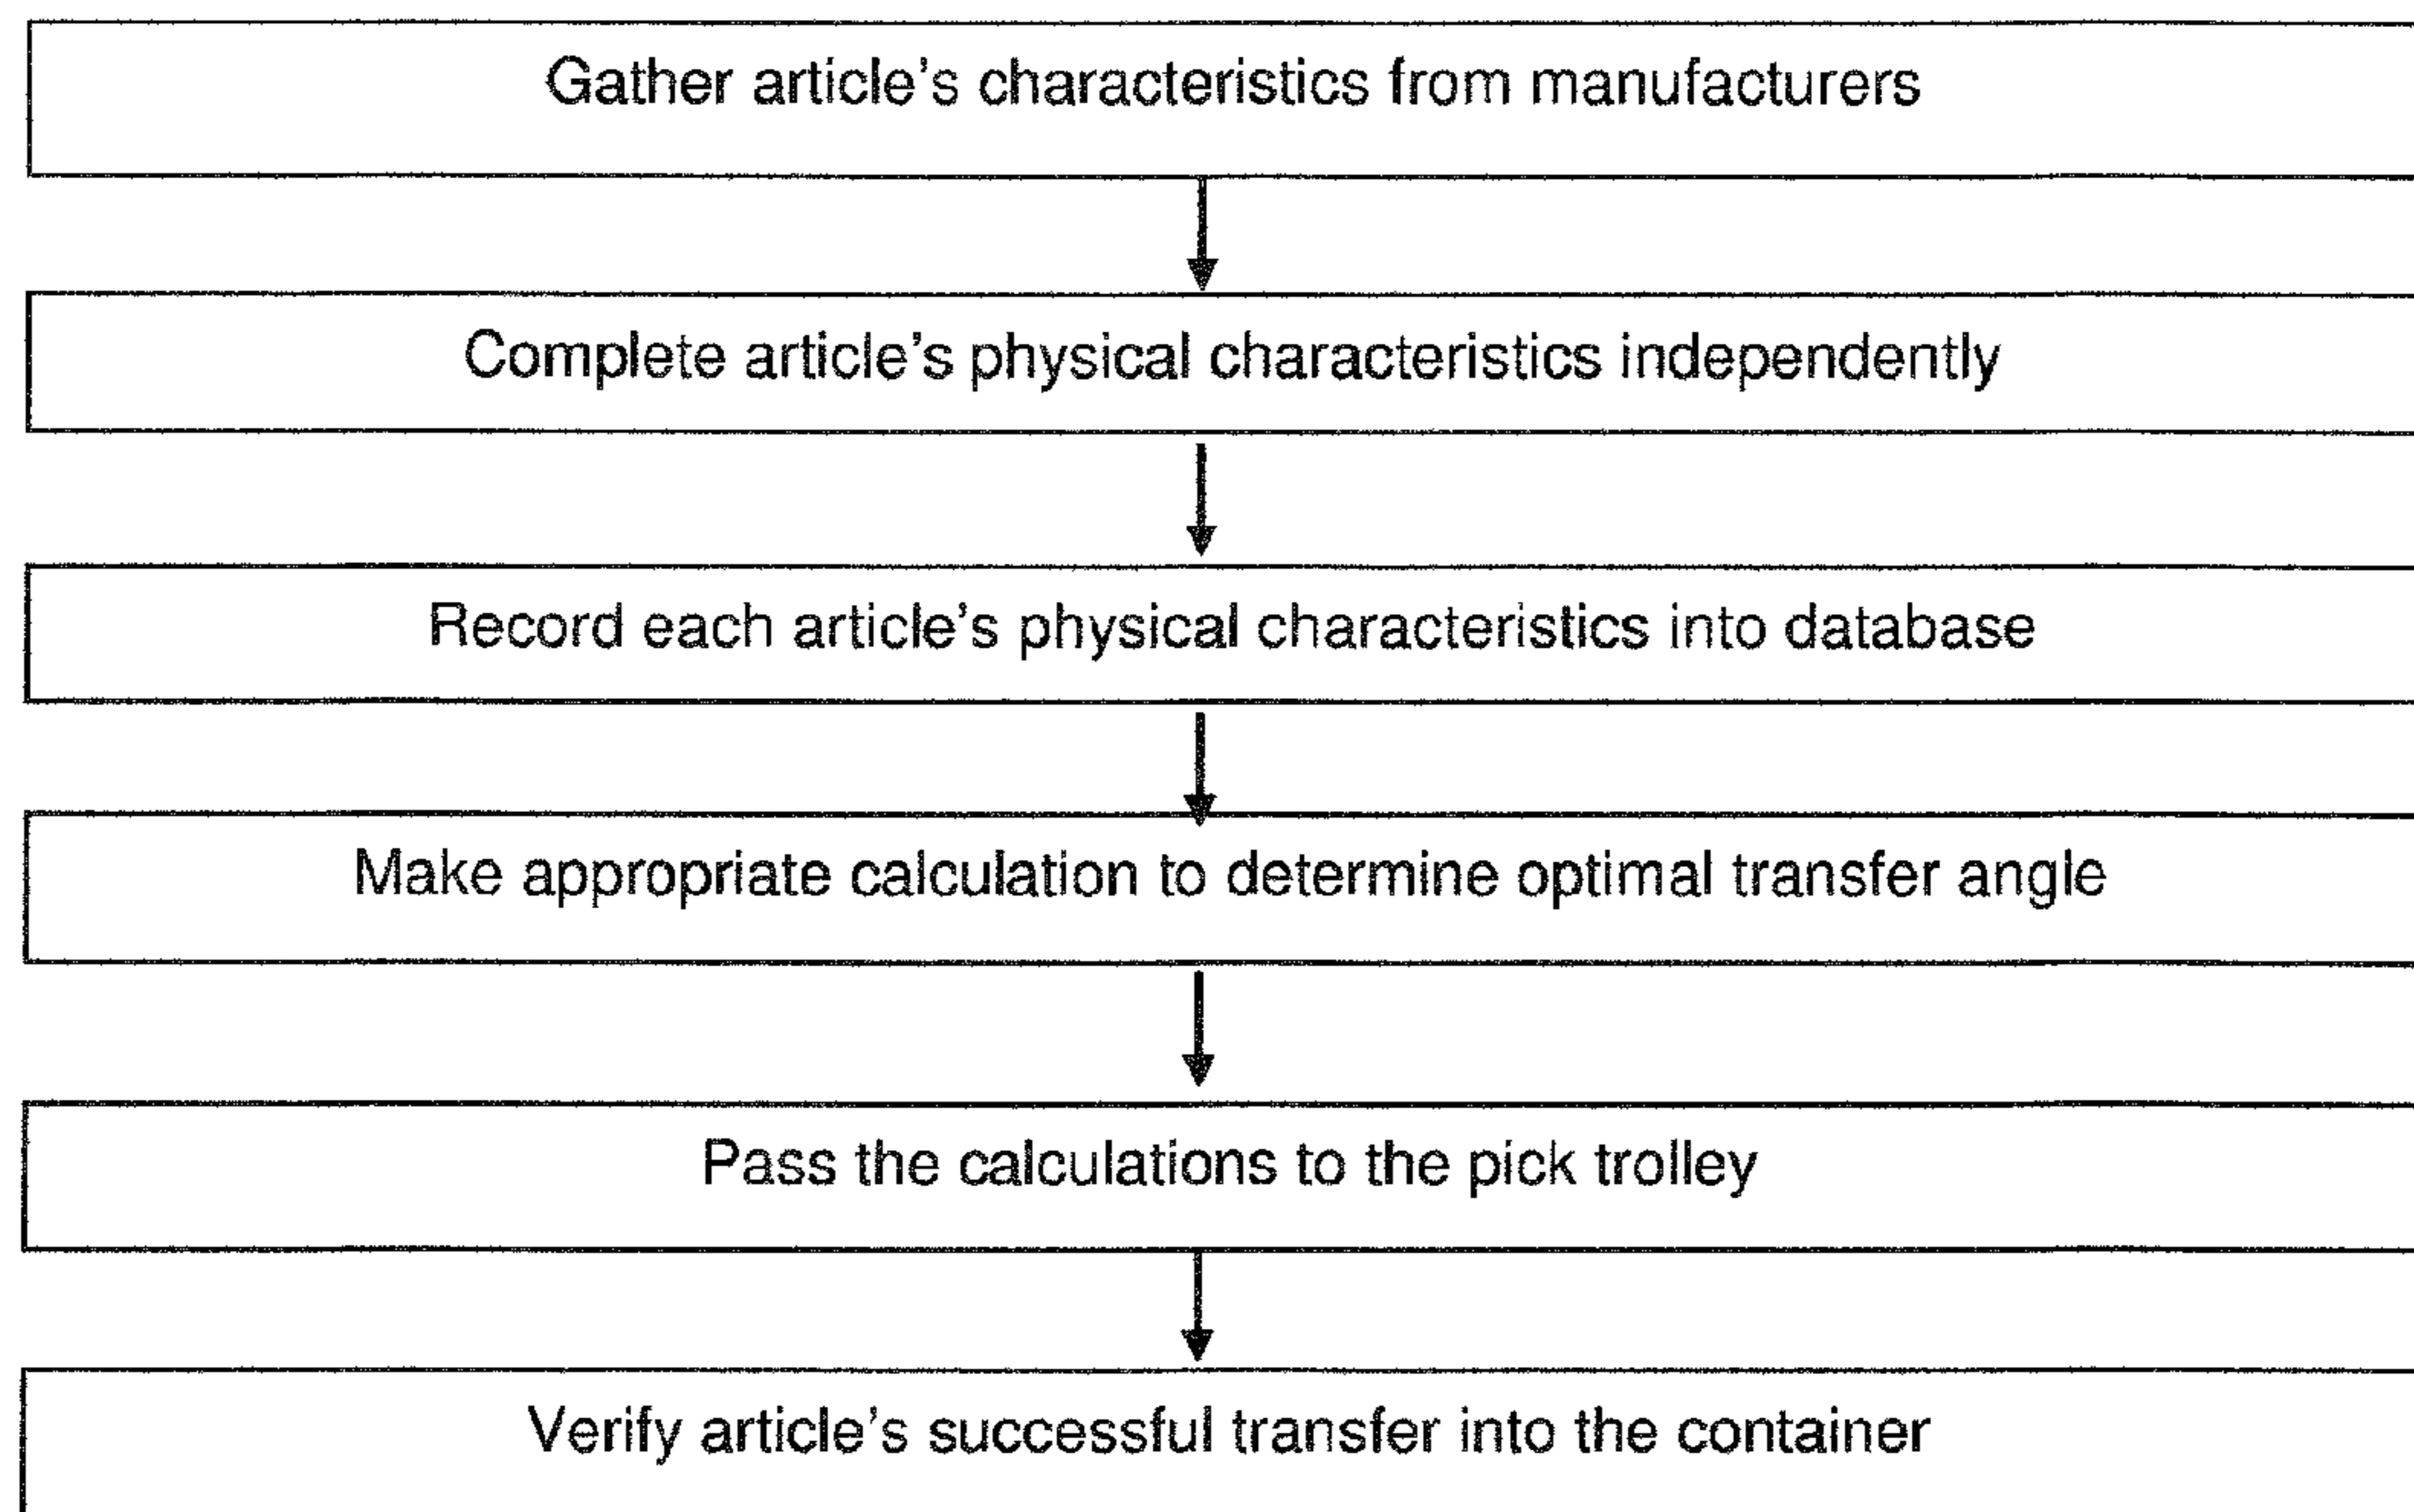 Gather article's characteristics from manufacturers
Complete article's physical characteristics independently
Record each article's physical characteristics into database
Make appropriate calculation to determine optimal transfer angle
Pass the calculations to the pick trolley
Verify article's successful transfer into the container